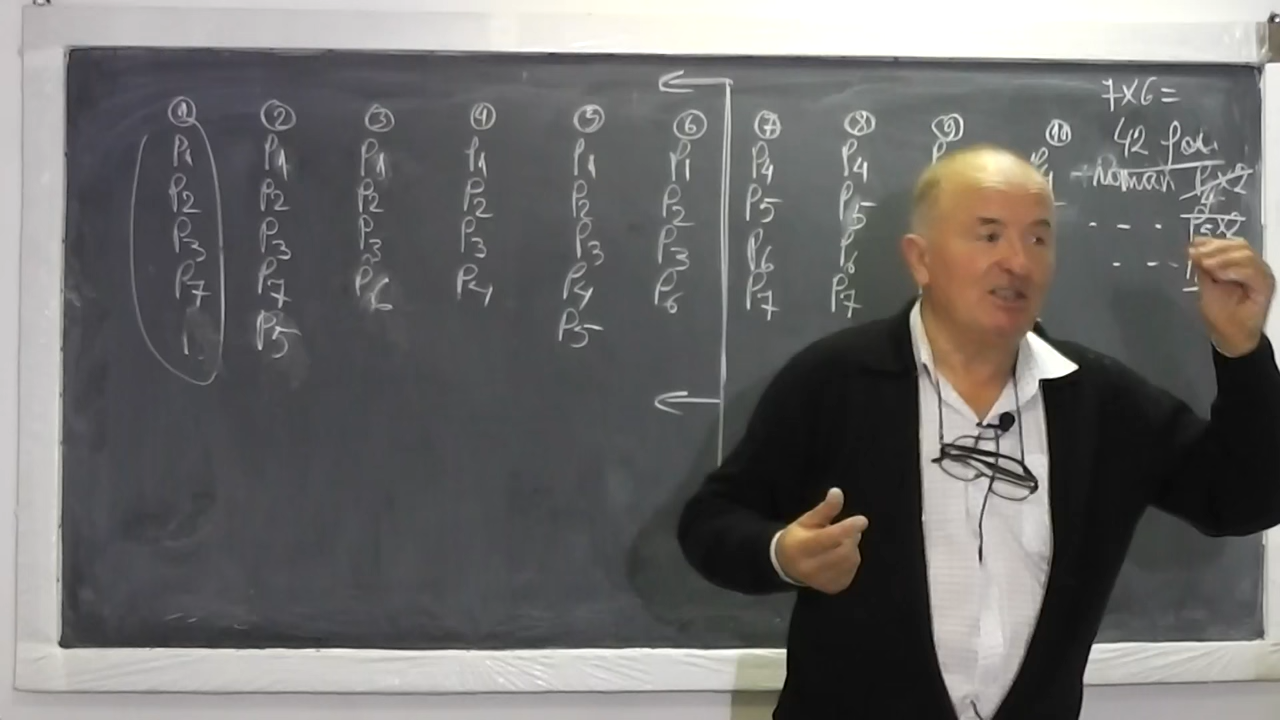 ① ② ③ ④ ⑤ ⑥ ⑦ ⑧ ⑨ ⑩ 7x6=
P1 P1 P1 P1 P1 P1 P4 P4 42
P2 P2 P2 P2 P2 P2 P5 P5 P4x2
P3 P3 P3 P3 P3 P3 P6 P6 P5x2
P7 P7 P6 P4 P4 P6 P7 P7
P5 P5